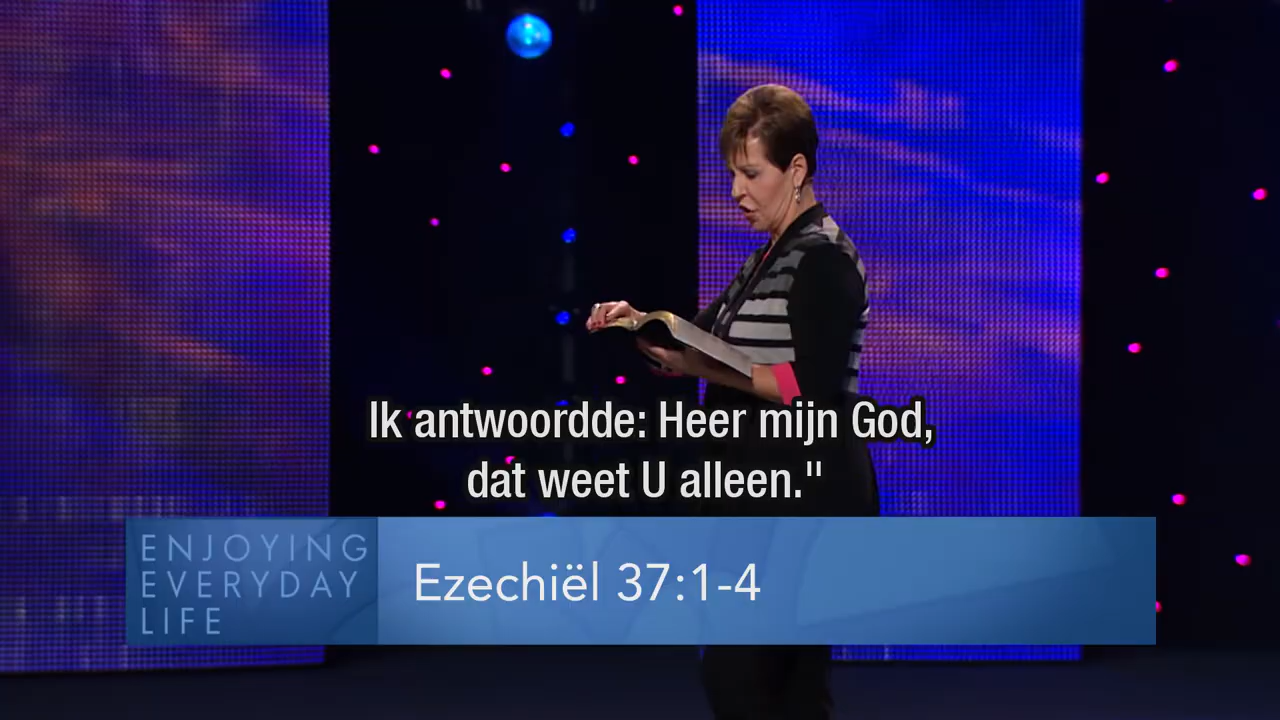 Ik antwoordde: Heer mijn God,
dat weet U alleen."
ENJOYING
EVERYDAY
LIFE
Ezechiël 37:1-4